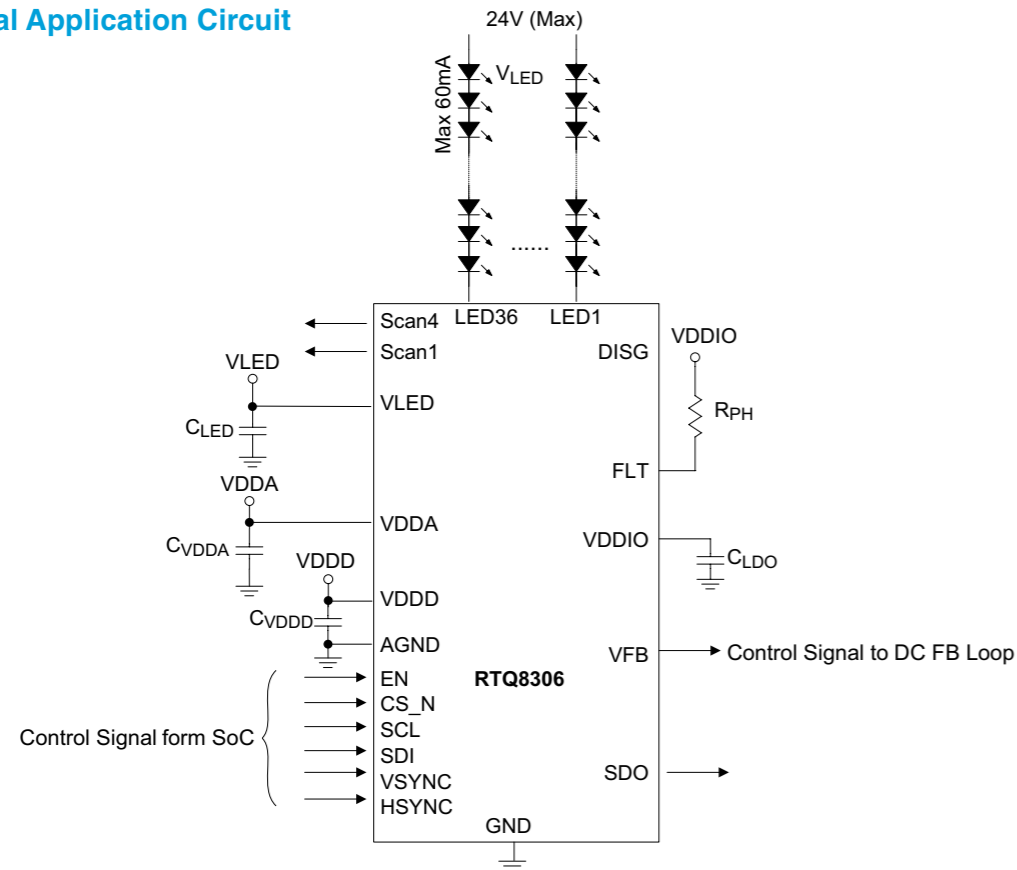 al Application Circuit
24V (Max)
Max 60mA
VLED
......
LED36 LED1
Scan4
Scan1
VLED
VLED
CLED
VDDA
VDDA
CVDDA
VDDD
VDDD
CVDDD
AGND
EN
CS_N
SCL
SDI
VSYNC
HSYNC
Control Signal form SoC
RTQ8306
GND
DISG
VDDIO
RPH
FLT
VDDIO
CLDO
VFB
Control Signal to DC FB Loop
SDO